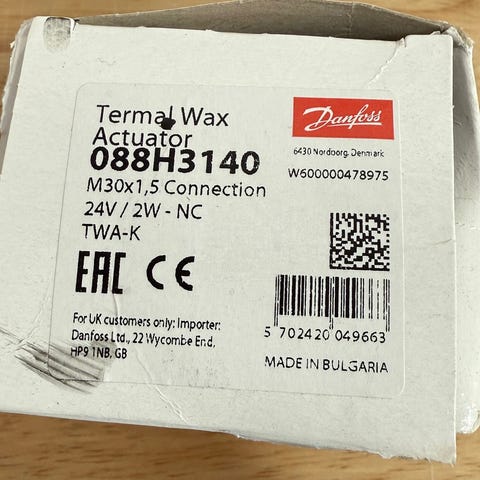 Termal Wax
Actuator
088H3140
M30x1,5 Connection
24V / 2W - NC
TWA-K
EAC CE
For UK customers only: Importer:
Danfoss Ltd., 22 Wycombe End,
HP9 1NB, GB
Danfoss
6430 Nordborg, Denmark
W600000478975
5 702420 049663
MADE IN BULGARIA